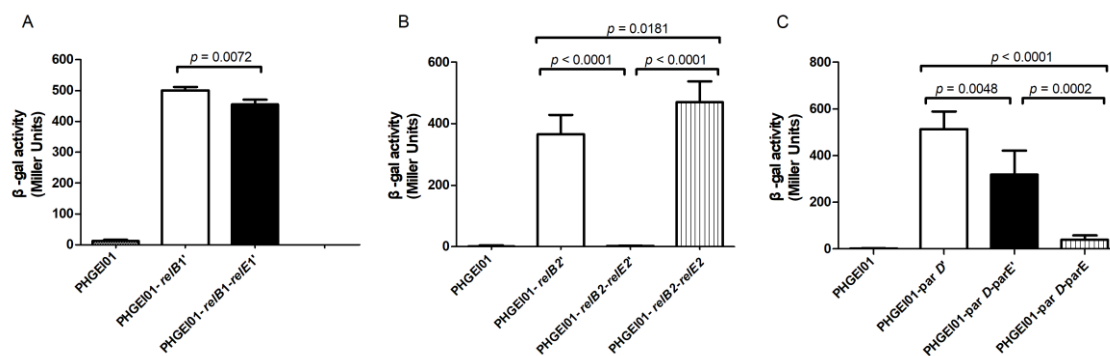 A
p = 0.0072
600
500
400
300
200
100
0
β -gal activity
(Miller Units)
PHGEI01
PHGEI01- relB1'
PHGEI01- relB1-relE1'
B
p = 0.0181
p < 0.0001
p < 0.0001
600
400
200
0
β -gal activity
(Miller Units)
PHGEI01
PHGEI01- relB2'
PHGEI01- relB2-relE2'
PHGEI01- relB2-relE2
C
p < 0.0001
p = 0.0048
p = 0.0002
800
600
400
200
0
β -gal activity
(Miller Units)
PHGEI01
PHGEI01-par D'
PHGEI01-par D-parE'
PHGEI01-par D-parE